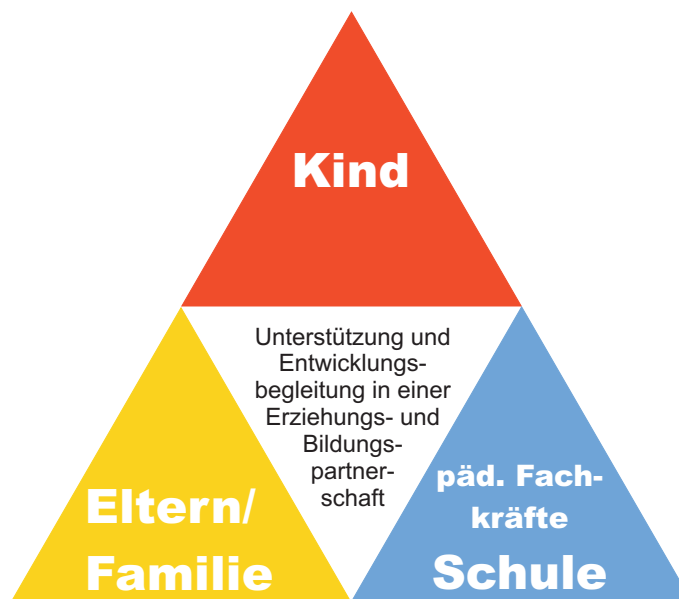 Kind
Unterstützung und
Entwicklungs-
begleitung in einer
Erziehungs- und
Bildungs-
partner-
schaft
Eltern/
Familie
päd. Fach-
kräfte
Schule